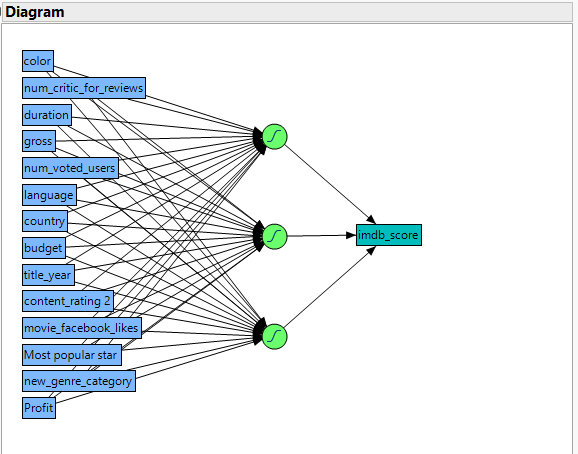 Diagram
color
num_critic_for_reviews
duration
gross
num_voted_users
language
country
budget
title_year
content_rating 2
movie_facebook_likes
Most popular star
new_genre_category
Profit
imdb_score